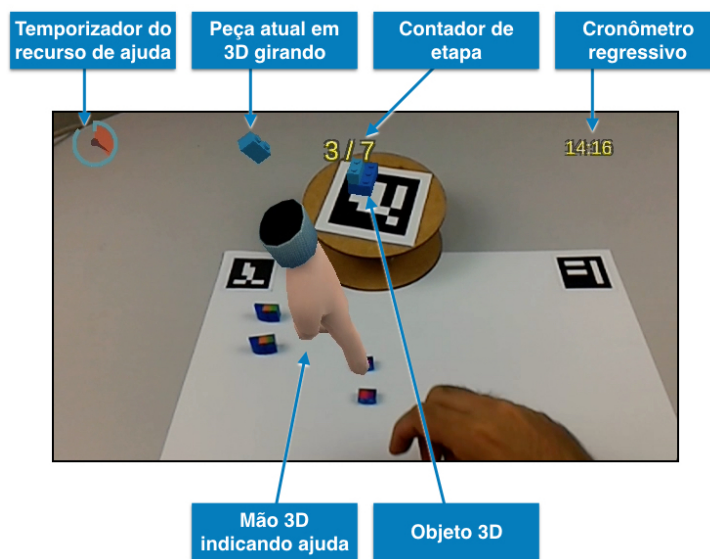 Temporizador do
recurso de ajuda
Peça atual em
3D girando
Contador de
etapa
Cronômetro
regressivo
3 / 7
14:16
Mão 3D
indicando ajuda
Objeto 3D